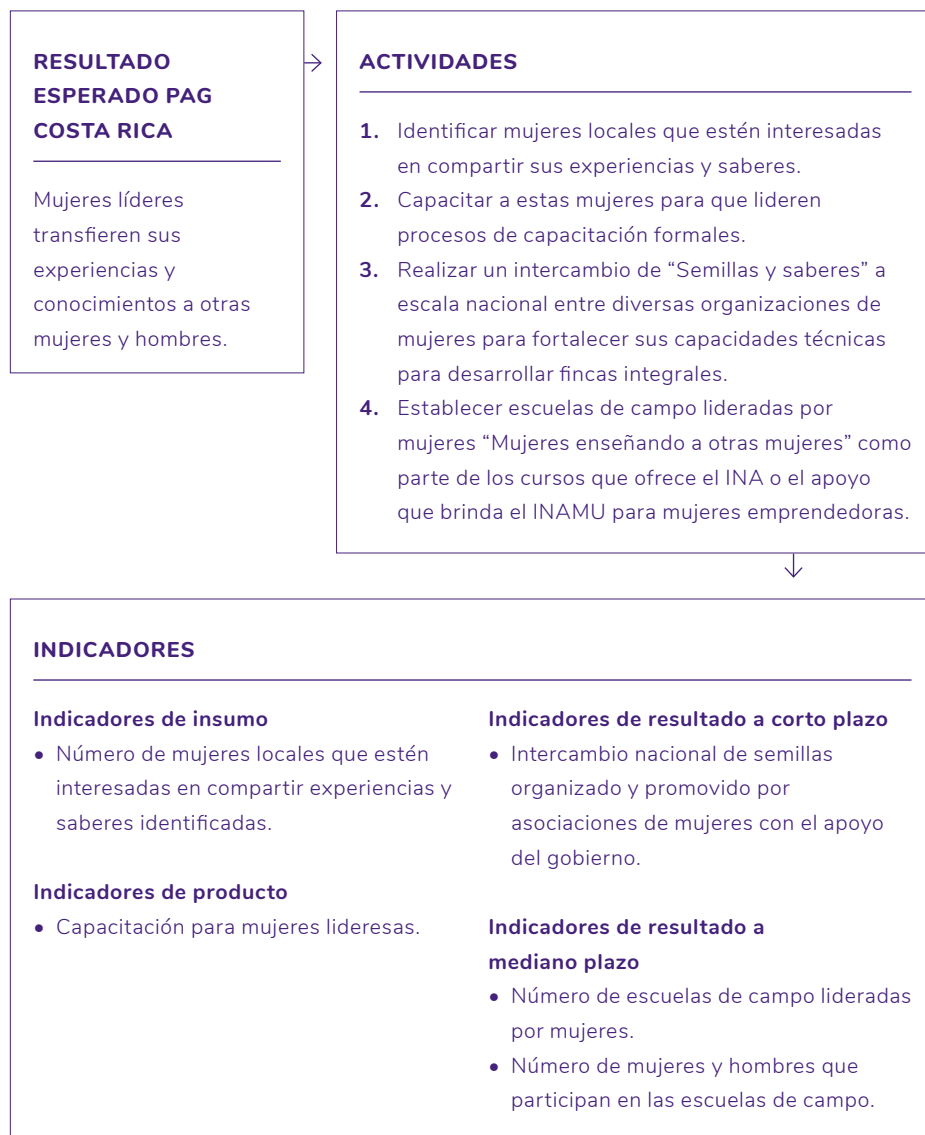 RESULTADO
ESPERADO PAG
COSTA RICA
Mujeres líderes
transfieren sus
experiencias y
conocimientos a otras
mujeres y hombres.
ACTIVIDADES
1. Identificar mujeres locales que estén interesadas
en compartir sus experiencias y saberes.
2. Capacitar a estas mujeres para que lideren
procesos de capacitación formales.
3. Realizar un intercambio de “Semillas y saberes” a
escala nacional entre diversas organizaciones de
mujeres para fortalecer sus capacidades técnicas
para desarrollar fincas integrales.
4. Establecer escuelas de campo lideradas por
mujeres “Mujeres enseñando a otras mujeres” como
parte de los cursos que ofrece el INA o el apoyo
que brinda el INAMU para mujeres emprendedoras.
INDICADORES
Indicadores de insumo
• Número de mujeres locales que estén
interesadas en compartir experiencias y
saberes identificadas.
Indicadores de producto
• Capacitación para mujeres lideresas.
Indicadores de resultado a corto plazo
• Intercambio nacional de semillas
organizado y promovido por
asociaciones de mujeres con el apoyo
del gobierno.
Indicadores de resultado a
mediano plazo
• Número de escuelas de campo lideradas
por mujeres.
• Número de mujeres y hombres que
participan en las escuelas de campo.